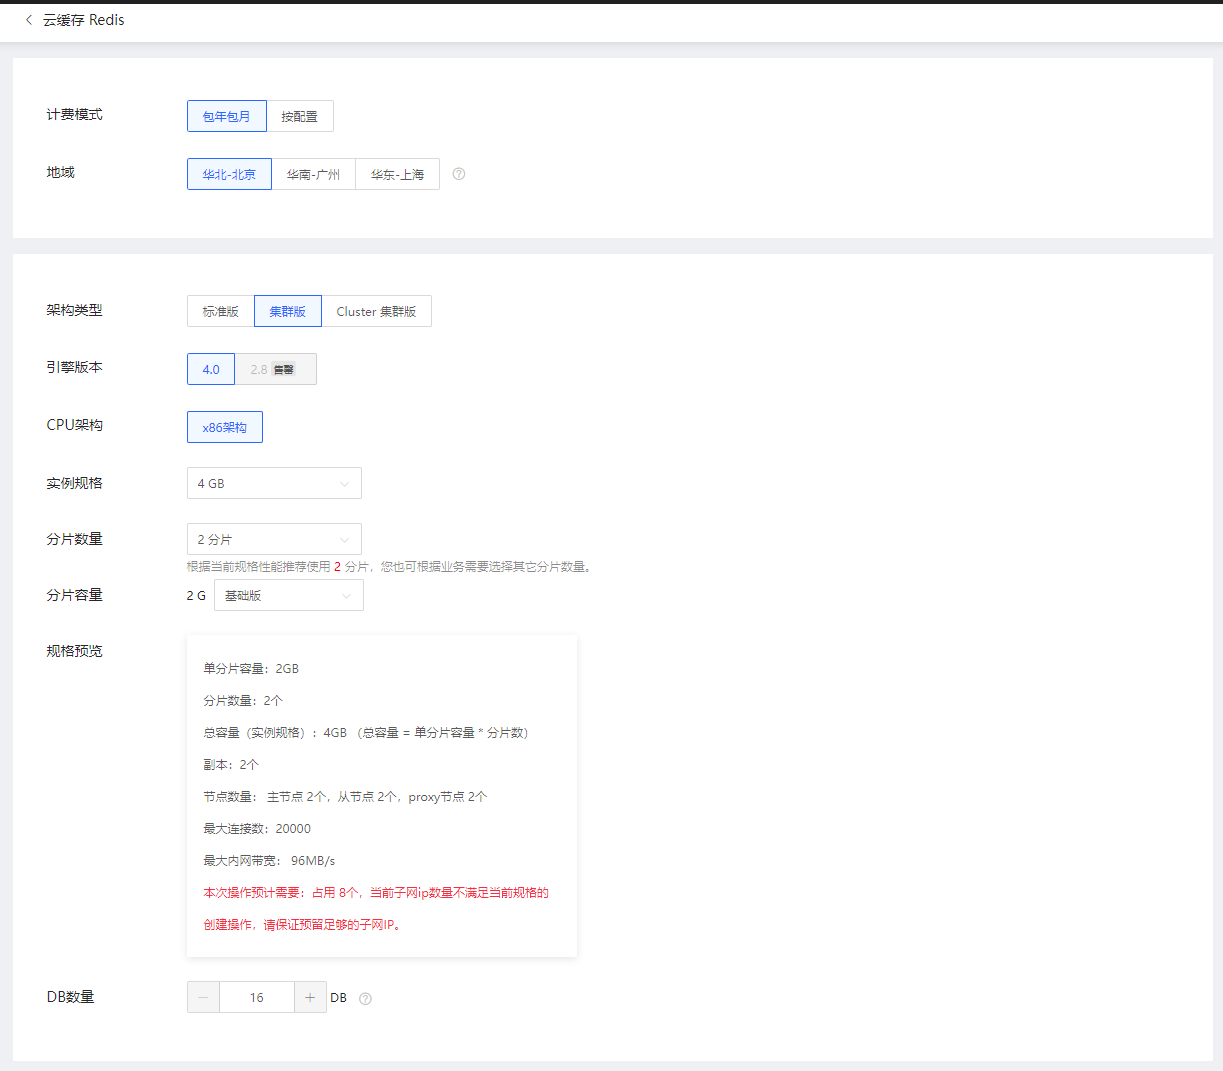 云缓存 Redis
计费模式
包年包月
按配置
地域
华北-北京
华南-广州
华东-上海
架构类型
标准版
集群版
Cluster 集群版
引擎版本
4.0
2.8 售罄
CPU架构
x86架构
实例规格
4 GB
分片数量
2 分片
根据当前规格性能推荐使用 2 分片，您也可根据业务需要选择其它分片数量。
分片容量
2 G
基础版
规格预览
单分片容量：2GB
分片数量：2个
总容量（实例规格）：4GB （总容量 = 单分片容量 * 分片数）
副本：2个
节点数量： 主节点 2个，从节点 2个，proxy节点 2个
最大连接数：20000
最大内网带宽： 96MB/s
本次操作预计需要：占用 8个，当前子网ip数量不满足当前规格的
创建操作，请保证预留足够的子网IP。
DB数量
16
DB